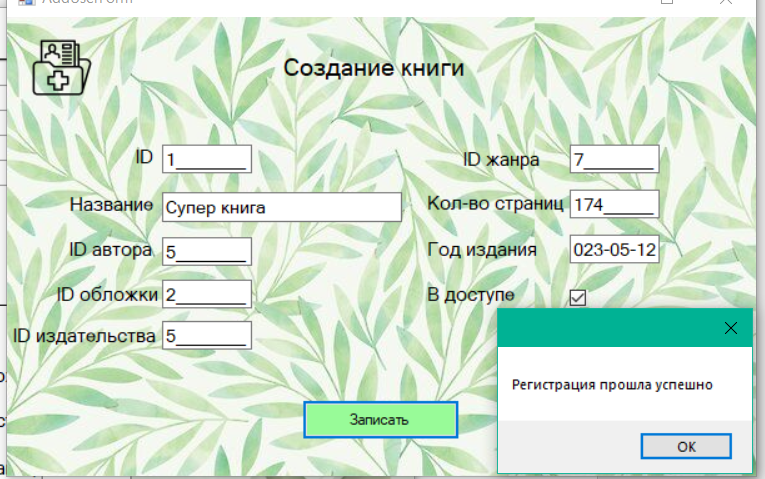 Создание книги
ID 1_______
Название Супер книга
ID автора 5_______
ID обложки 2_______
ID издательства 5_______
ID жанра 7_______
Кол-во страниц 174_____
Год издания 023-05-12
В доступе
Записать
Регистрация прошла успешно
OK